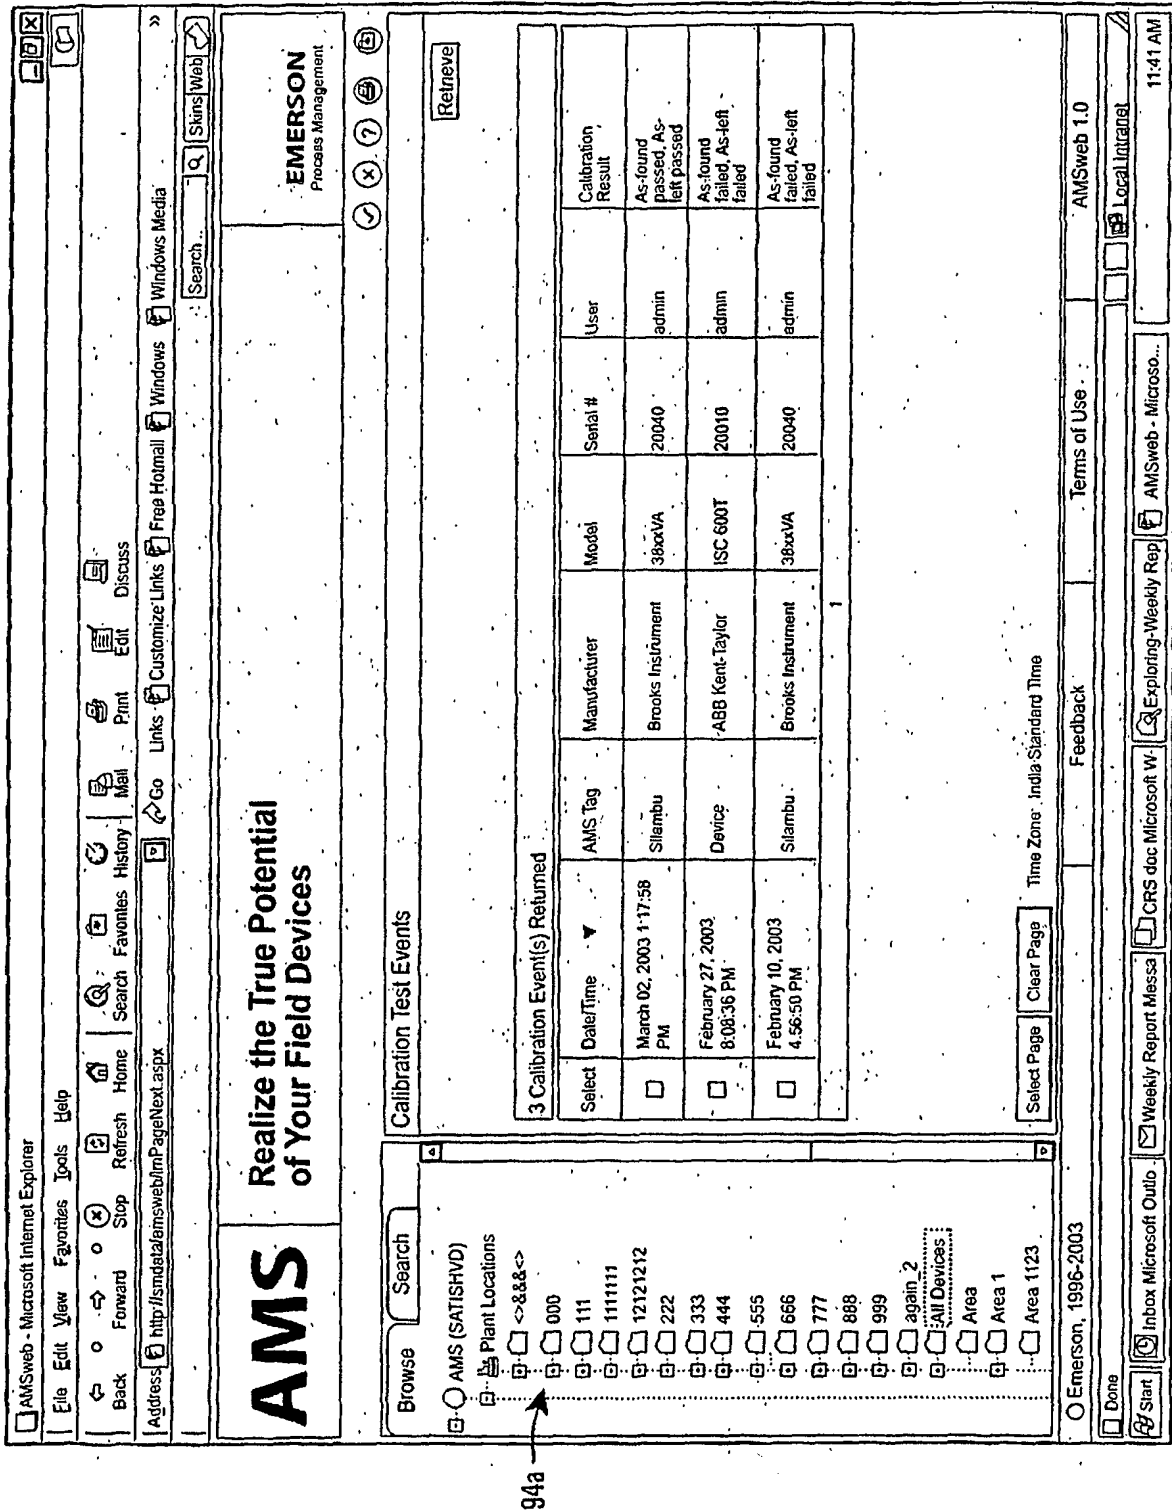 AMSweb - Microsoft Internet Explorer
File Edit View Favorites Tools Help
Back Forward Stop Refresh Home Search Favorites History Mail Print Edit Discuss
Address http://smdata/amsweb/ImPageNext.aspx Go Links Customize Links Free Hotmail Windows Windows Media »
Search.. Skins Web
AMS
Realize the True Potential
of Your Field Devices
EMERSON
Process Management
Browse Search
AMS (SATISHVD)
Plant Locations
<>&&&<>
000
111
1111111
12121212
222
333
444
555
666
777
888
999
again_2
All Devices
Area
Area 1
Area 1123
94a
Calibration Test Events
Retrieve
3 Calibration Event(s) Returned
Select Date/Time ▼ AMS Tag Manufacturer Model Serial # User Calibration Result
March 02, 2003 1:17:58 PM Silambu Brooks Instrument 38xxVA 20040 admin As-found passed, As-left passed
February 27, 2003 8:08:36 PM Device ABB Kent-Taylor ISC 600T 20010 admin As-found failed, As-left failed
February 10, 2003 4:56:50 PM Silambu Brooks Instrument 38xxVA 20040 admin As-found failed, As-left failed
1
Select Page Clear Page Time Zone India Standard Time
Emerson, 1996-2003 Feedback Terms of Use AMSweb 1.0
Done Local Intranet
Start Inbox Microsoft Outlo.. Weekly Report Messa CRS doc Microsoft W- Exploring-Weekly Rep AMSweb - Microso... 11:41 AM